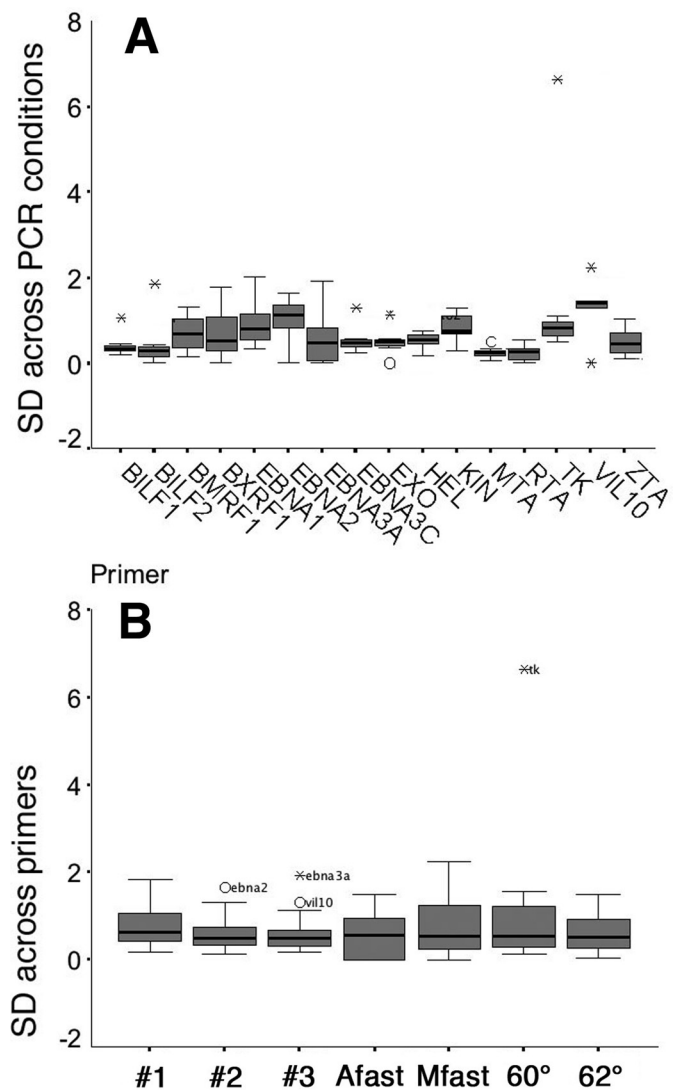 A
SD across PCR conditions
8
6
4
2
0
-2
BILF1
BILF2
BMRF1
BXRF1
EBNA1
EBNA2
EBNA3A
EBNA3C
EXO
HEL
KIN
MTA
RTA
TK
VIL10
ZTA
Primer
B
SD across primers
8
6
4
2
0
-2
tk
ebna3a
ebna2
vil10
#1 #2 #3 Afast Mfast 60° 62°